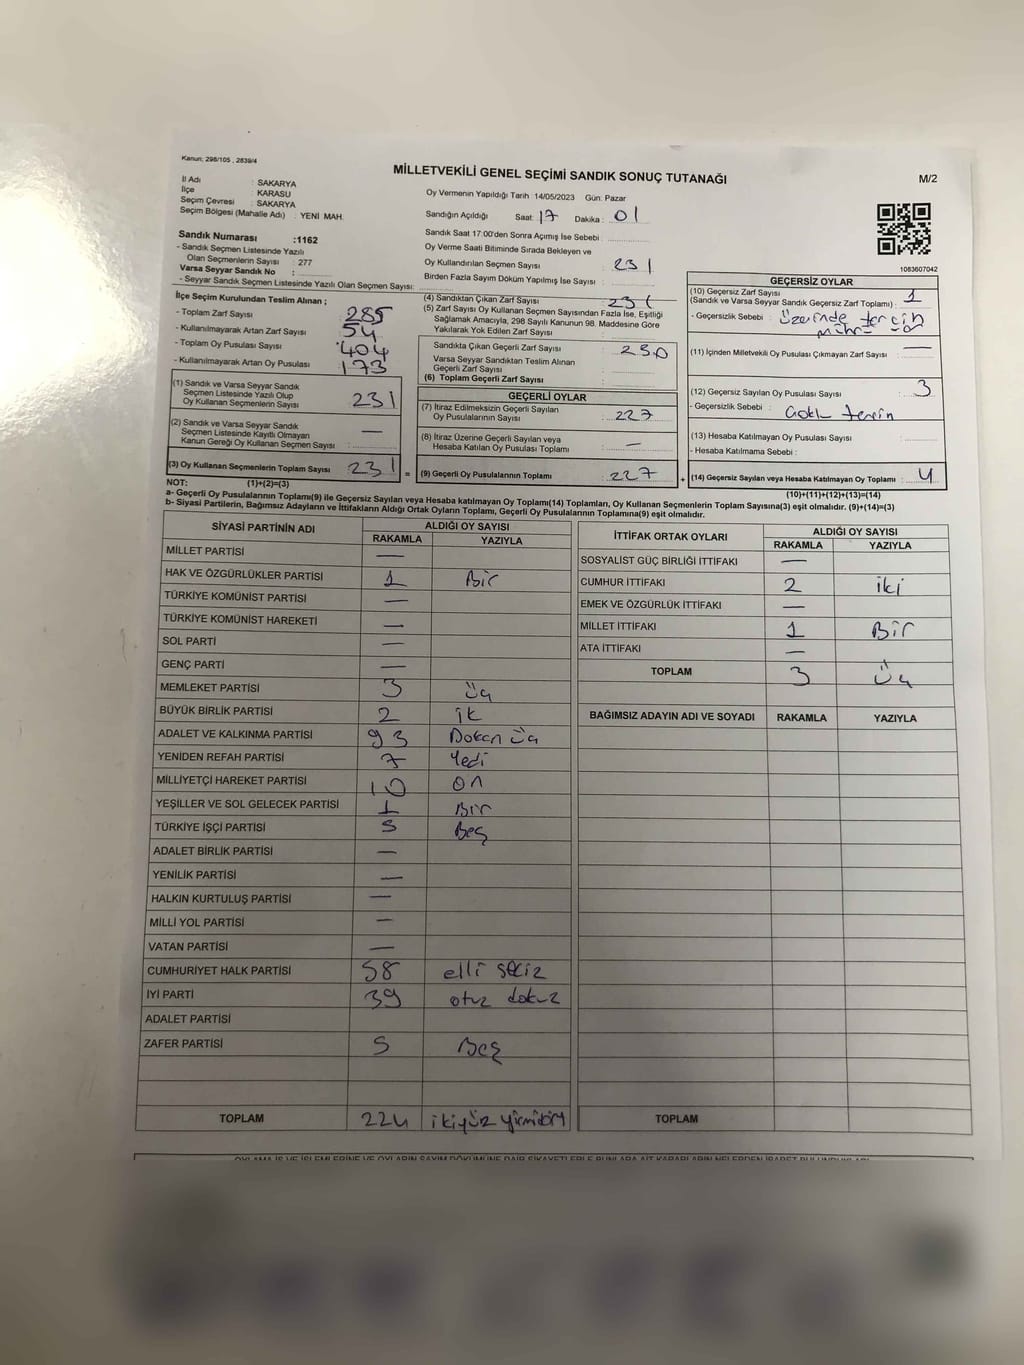 Kanun; 298/105 , 2839/4
MİLLETVEKİLİ GENEL SEÇİMİ SANDIK SONUÇ TUTANAĞI
M/2
İl Adı : SAKARYA
İlçe : KARASU
Seçim Çevresi : SAKARYA
Seçim Bölgesi (Mahalle Adı) : YENİ MAH.
Oy Vermenin Yapıldığı Tarih : 14/05/2023 Gün: Pazar
Sandığın Açıldığı Saat: 17 Dakika: 01
Sandık Saat 17.00'den Sonra Açımış İse Sebebi :
Oy Verme Saati Bitiminde Sırada Bekleyen ve
Oy Kullandırılan Seçmen Sayısı : 231
Birden Fazla Sayım Döküm Yapılmış İse Sayısı :
1083607042
Sandık Numarası :1162
- Sandık Seçmen Listesinde Yazılı
Olan Seçmenlerin Sayısı : 277
Varsa Seyyar Sandık No :
- Seyyar Sandık Seçmen Listesinde Yazılı Olan Seçmen Sayısı:
İlçe Seçim Kurulundan Teslim Alınan ;
- Toplam Zarf Sayısı : 285
- Kullanılmayarak Artan Zarf Sayısı : 54
- Toplam Oy Pusulası Sayısı : 404
- Kullanılmayarak Artan Oy Pusulası : 173
(1) Sandık ve Varsa Seyyar Sandık
Seçmen Listesinde Yazılı Olup
Oy Kullanan Seçmenlerin Sayısı : 231
(2) Sandık ve Varsa Seyyar Sandık
Seçmen Listesinde Kayıtlı Olmayan
Kanun Gereği Oy Kullanan Seçmen Sayısı : —
(3) Oy Kullanan Seçmenlerin Toplam Sayısı : 231
(4) Sandıktan Çıkan Zarf Sayısı : 231
(5) Zarf Sayısı Oy Kullanan Seçmen Sayısından Fazla İse, Eşitliği
Sağlamak Amacıyla, 298 Sayılı Kanunun 98. Maddesine Göre
Yakılarak Yok Edilen Zarf Sayısı :
Sandıkta Çıkan Geçerli Zarf Sayısı : 230
Varsa Seyyar Sandıktan Teslim Alınan
Geçerli Zarf Sayısı :
(6) Toplam Geçerli Zarf Sayısı :
GEÇERLİ OYLAR
(7) İtiraz Edilmeksizin Geçerli Sayılan
Oy Pusulalarının Sayısı : 227
(8) İtiraz Üzerine Geçerli Sayılan veya
Hesaba Katılan Oy Pusulası Toplamı : —
= (9) Geçerli Oy Pusulalarının Toplamı : 227
GEÇERSİZ OYLAR
(10) Geçersiz Zarf Sayısı
(Sandık ve Varsa Seyyar Sandık Geçersiz Zarf Toplamı) : 1
- Geçersizlik Sebebi : Üzerinde tercih
(11) İçinden Milletvekili Oy Pusulası Çıkmayan Zarf Sayısı : —
(12) Geçersiz Sayılan Oy Pusulası Sayısı : 3
- Geçersizlik Sebebi :
(13) Hesaba Katılmayan Oy Pusulası Sayısı :
- Hesaba Katılmama Sebebi :
+ (14) Geçersiz Sayılan veya Hesaba Katılmayan Oy Toplamı : 4
NOT: (1)+(2)=(3)
(10)+(11)+(12)+(13)=(14)
a- Geçerli Oy Pusulalarının Toplamı(9) ile Geçersiz Sayılan veya Hesaba katılmayan Oy Toplamı(14) Toplamları, Oy Kullanan Seçmenlerin Toplam Sayısına(3) eşit olmalıdır. (9)+(14)=(3)
b- Siyasi Partilerin, Bağımsız Adayların ve İttifakların Aldığı Ortak Oyların Toplamı, Geçerli Oy Pusulalarının Toplamına(9) eşit olmalıdır.
SİYASİ PARTİNİN ADI ALDIĞI OY SAYISI
RAKAMLA YAZIYLA
MİLLET PARTİSİ —
HAK VE ÖZGÜRLÜKLER PARTİSİ 1 Bir
TÜRKİYE KOMÜNİST PARTİSİ —
TÜRKİYE KOMÜNİST HAREKETİ —
SOL PARTİ —
GENÇ PARTİ —
MEMLEKET PARTİSİ 3 Üç
BÜYÜK BİRLİK PARTİSİ 2 ik
ADALET VE KALKINMA PARTİSİ 93 Doksan Üç
YENİDEN REFAH PARTİSİ 7 Yedi
MİLLİYETÇİ HAREKET PARTİSİ 10 on
YEŞİLLER VE SOL GELECEK PARTİSİ 1 Bir
TÜRKİYE İŞÇİ PARTİSİ 5 Beş
ADALET BİRLİK PARTİSİ —
YENİLİK PARTİSİ —
HALKIN KURTULUŞ PARTİSİ —
MİLLİ YOL PARTİSİ —
VATAN PARTİSİ —
CUMHURİYET HALK PARTİSİ 58 elli seciz
İYİ PARTİ 39 otuz dokuz
ADALET PARTİSİ
ZAFER PARTİSİ 5 Beş
TOPLAM 224 ikiyüz yirmidört
İTTİFAK ORTAK OYLARI ALDIĞI OY SAYISI
RAKAMLA YAZIYLA
SOSYALİST GÜÇ BİRLİĞİ İTTİFAKI —
CUMHUR İTTİFAKI 2 iki
EMEK VE ÖZGÜRLÜK İTTİFAKI —
MİLLET İTTİFAKI 1 Bir
ATA İTTİFAKI —
TOPLAM 3 Üç
BAĞIMSIZ ADAYIN ADI VE SOYADI RAKAMLA YAZIYLA
TOPLAM